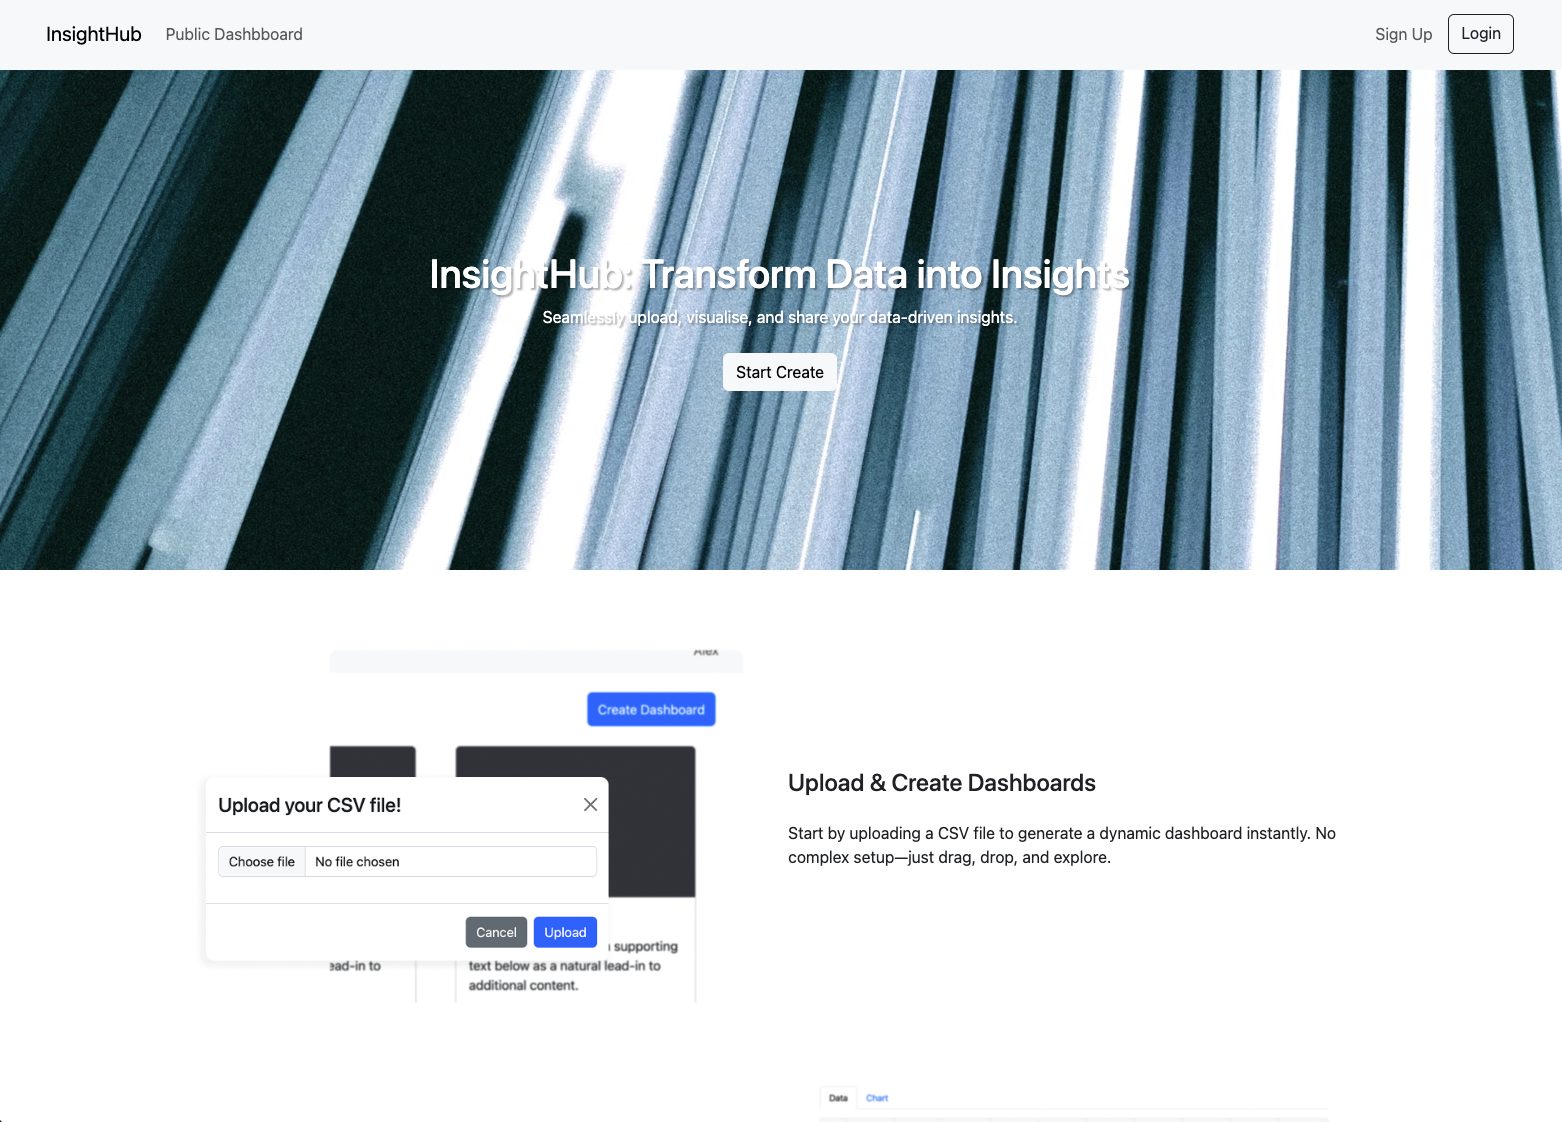 InsightHub Public Dashbboard Sign Up Login
InsightHub: Transform Data into Insights
Seamlessly upload, visualise, and share your data-driven insights.
Start Create
Alex
Create Dashboard
Upload your CSV file!
Choose file No file chosen
Cancel Upload
supporting
ead-in to
text below as a natural lead-in to
additional content.
Upload & Create Dashboards
Start by uploading a CSV file to generate a dynamic dashboard instantly. No
complex setup—just drag, drop, and explore.
Data Chart